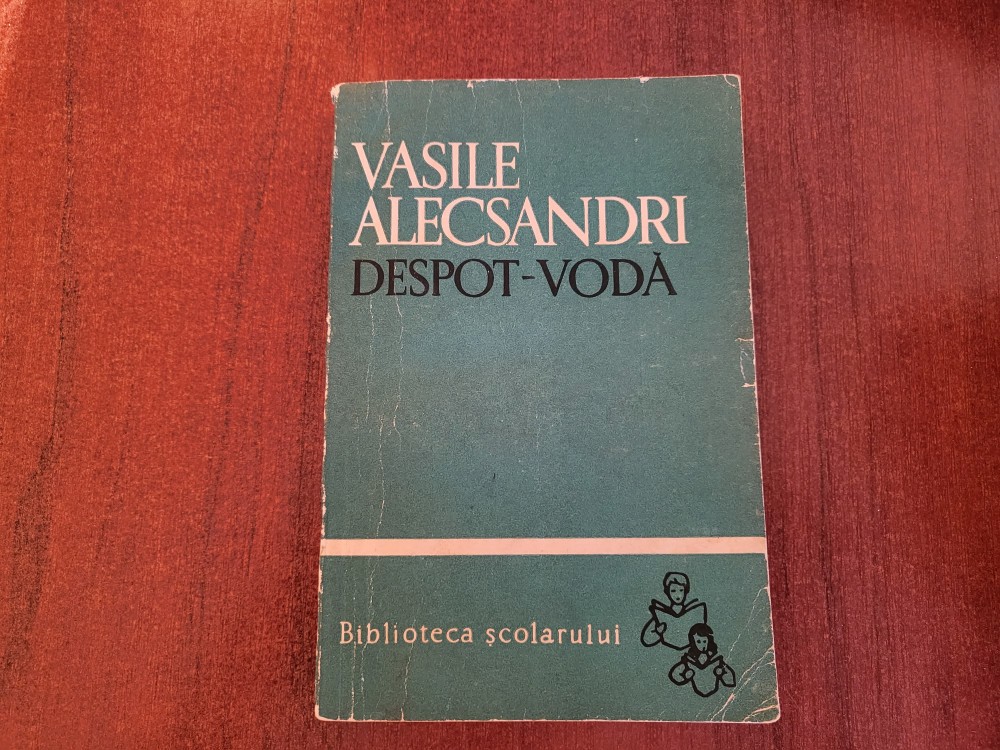 VASILE
ALECSANDRI
DESPOT-VODĂ
Biblioteca școlarului